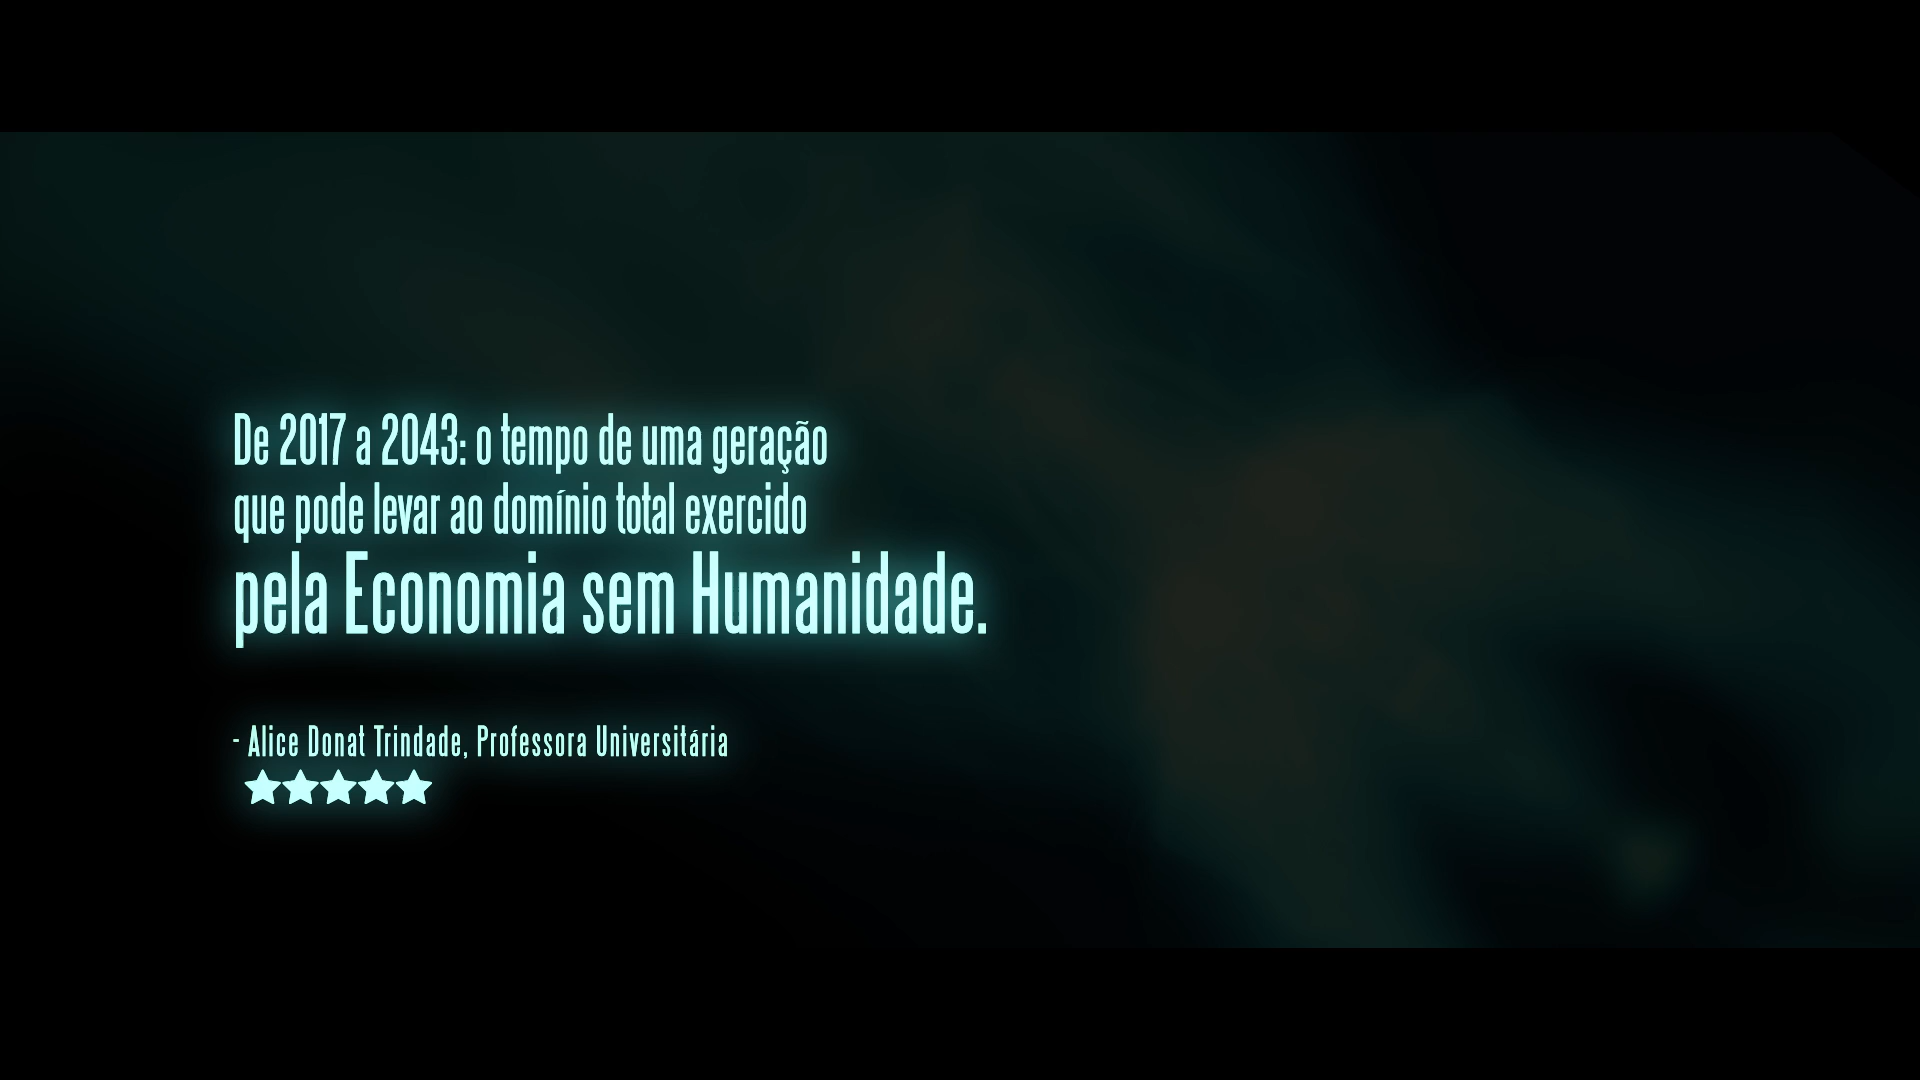 De 2017 a 2043: o tempo de uma geração
que pode levar ao domínio total exercido
pela Economia sem Humanidade.
- Alice Donat Trindade, Professora Universitária
★★★★★